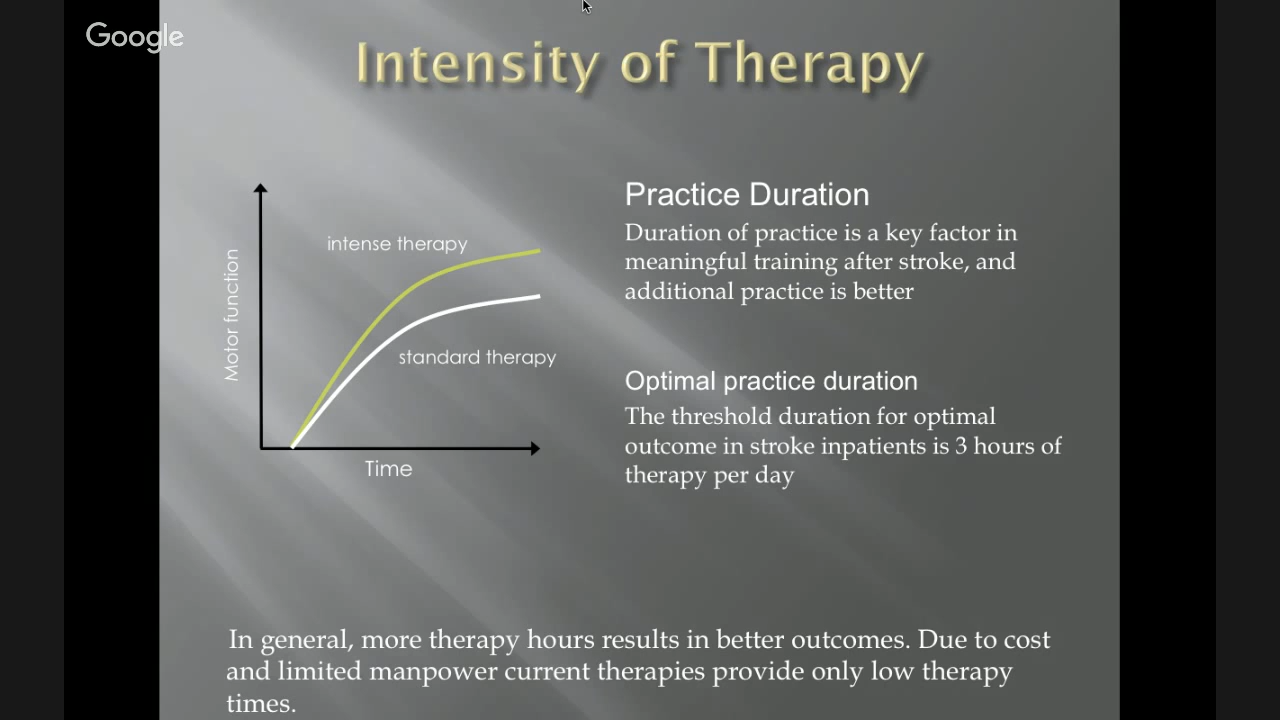 Google
Intensity of Therapy
intense therapy
standard therapy
Motor function
Time
Practice Duration
Duration of practice is a key factor in
meaningful training after stroke, and
additional practice is better
Optimal practice duration
The threshold duration for optimal
outcome in stroke inpatients is 3 hours of
therapy per day
In general, more therapy hours results in better outcomes. Due to cost
and limited manpower current therapies provide only low therapy
times.